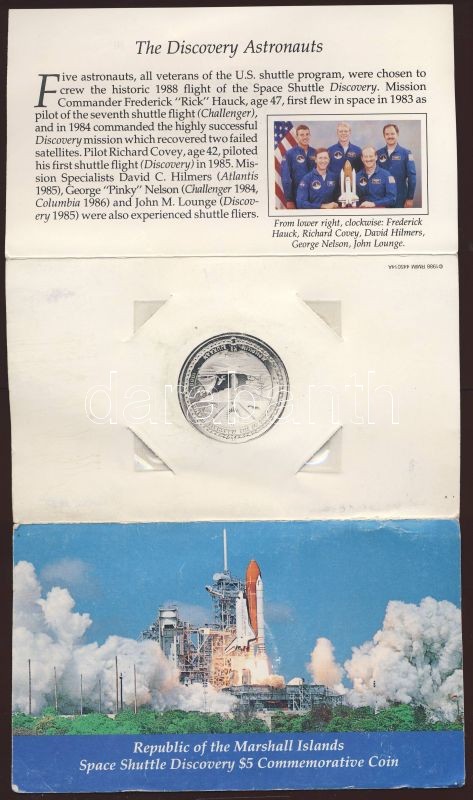 The Discovery Astronauts
Five astronauts, all veterans of the U.S. shuttle program, were chosen to
crew the historic 1988 flight of the Space Shuttle Discovery. Mission
Commander Frederick "Rick" Hauck, age 47, first flew in space in 1983 as
pilot of the seventh shuttle flight (Challenger),
and in 1984 commanded the highly successful
Discovery mission which recovered two failed
satellites. Pilot Richard Covey, age 42, piloted
his first shuttle flight (Discovery) in 1985. Mis-
sion Specialists David C. Hilmers (Atlantis
1985), George "Pinky" Nelson (Challenger 1984,
Columbia 1986) and John M. Lounge (Discov-
ery 1985) were also experienced shuttle fliers.
From lower right, clockwise: Frederick
Hauck, Richard Covey, David Hilmers,
George Nelson, John Lounge.
darabanth
Republic of the Marshall Islands
Space Shuttle Discovery $5 Commemorative Coin